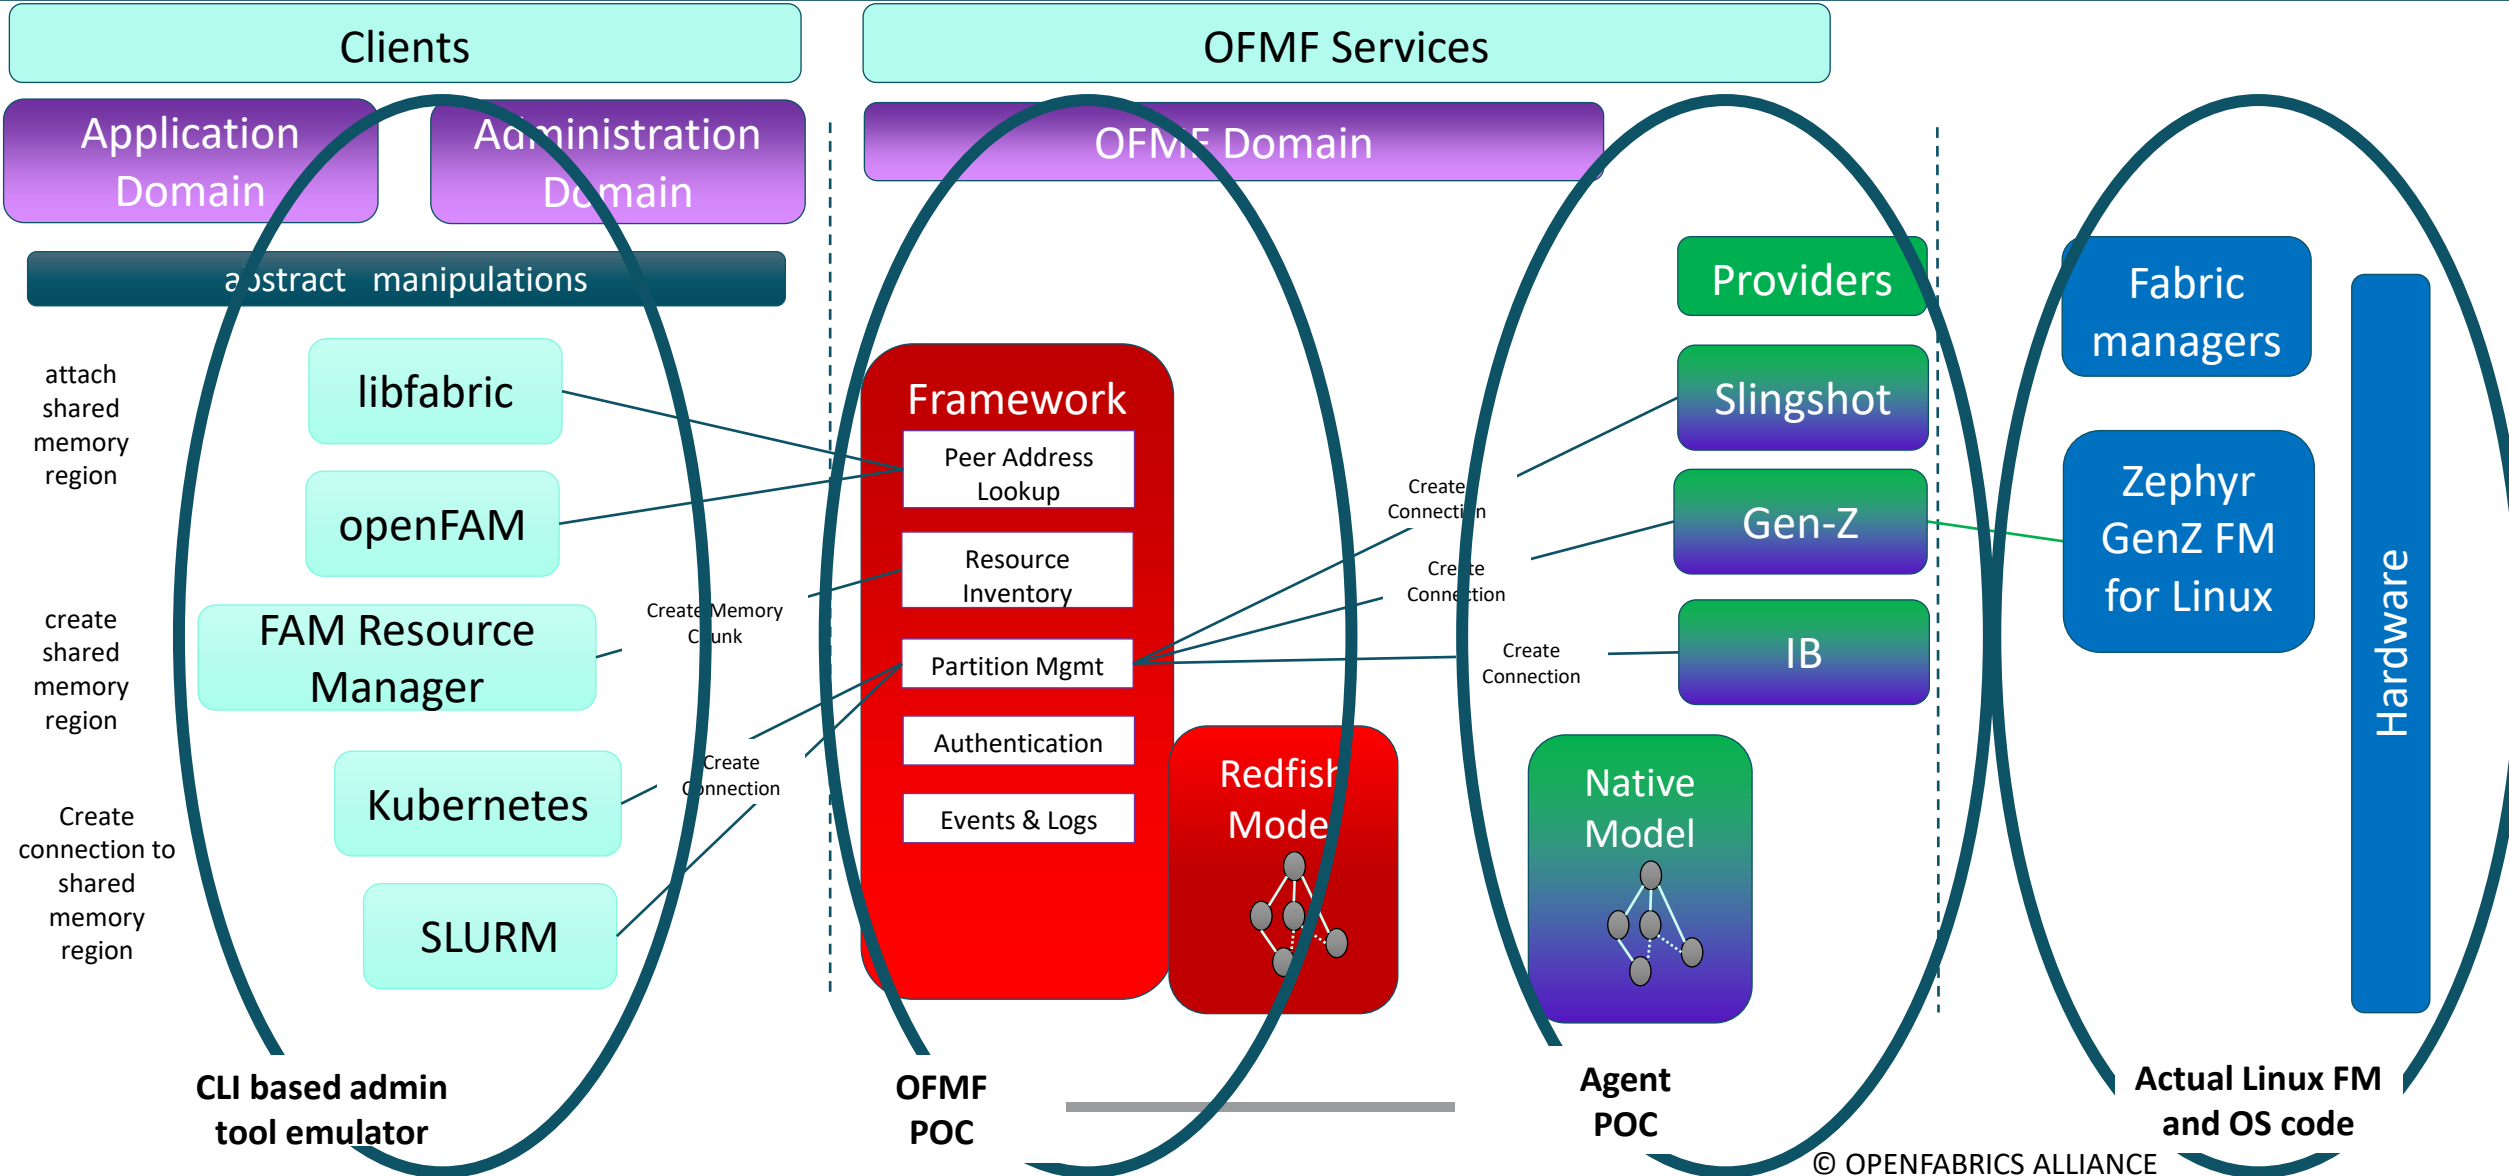 Clients
OFMF Services
Application
Domain
Administration
Domain
OFMF Domain
abstract manipulations
attach
shared
memory
region
create
shared
memory
region
Create
connection to
shared
memory
region
libfabric
openFAM
FAM Resource
Manager
Kubernetes
SLURM
Create Memory
Chunk
Create
Connection
Framework
Peer Address
Lookup
Resource
Inventory
Partition Mgmt
Authentication
Events & Logs
Redfish
Model
Create
Connection
Create
Connection
Create
Connection
Providers
Slingshot
Gen-Z
IB
Native
Model
Fabric
managers
Zephyr
GenZ FM
for Linux
Hardware
CLI based admin
tool emulator
OFMF
POC
Agent
POC
Actual Linux FM
and OS code
© OPENFABRICS ALLIANCE